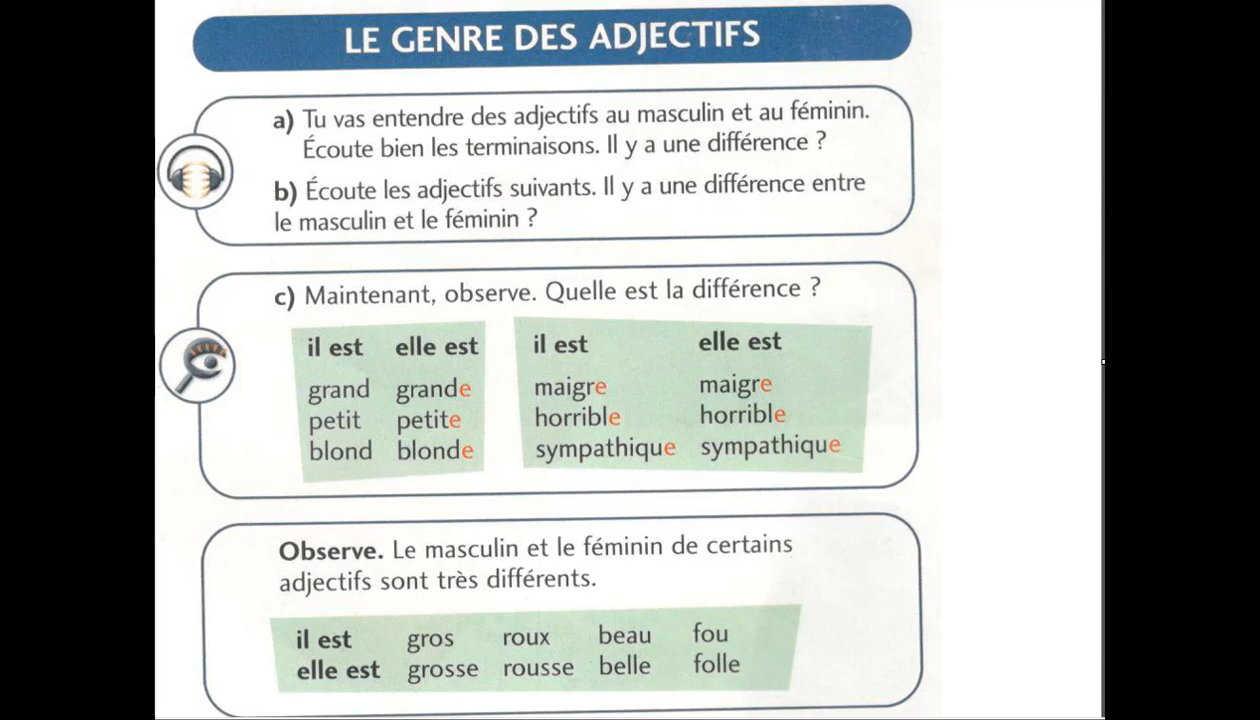 LE GENRE DES ADJECTIFS
a) Tu vas entendre des adjectifs au masculin et au féminin.
Écoute bien les terminaisons. Il y a une différence ?
b) Écoute les adjectifs suivants. Il y a une différence entre
le masculin et le féminin ?
c) Maintenant, observe. Quelle est la différence ?
il est elle est
grand grande
petit petite
blond blonde
il est elle est
maigre maigre
horrible horrible
sympathique sympathique
Observe. Le masculin et le féminin de certains
adjectifs sont très différents.
il est gros roux beau fou
elle est grosse rousse belle folle